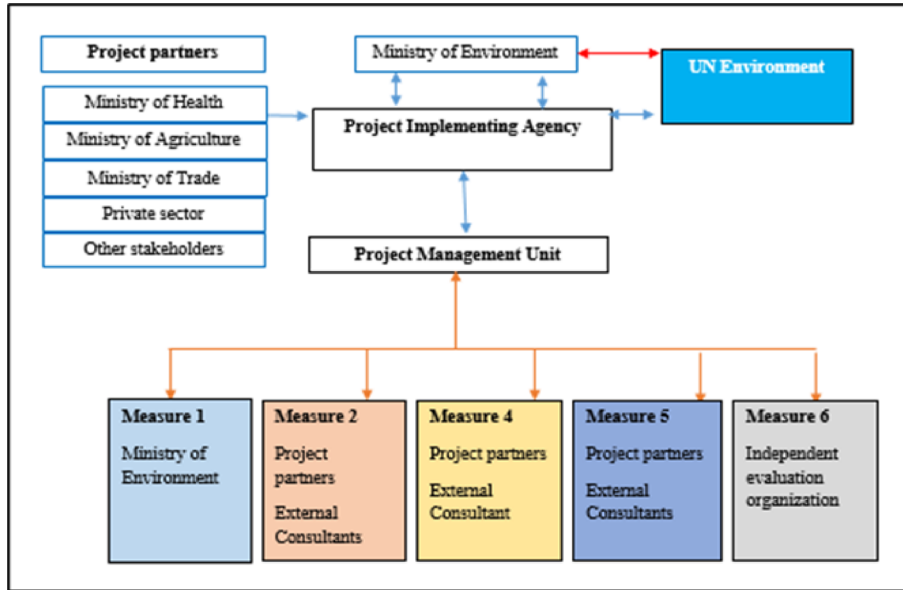 Project partners
Ministry of Environment
UN Environment
Ministry of Health
Ministry of Agriculture
Ministry of Trade
Private sector
Other stakeholders
Project Implementing Agency
Project Management Unit
Measure 1
Ministry of
Environment
Measure 2
Project
partners
External
Consultants
Measure 4
Project partners
External
Consultant
Measure 5
Project partners
External
Consultants
Measure 6
Independent
evaluation
organization